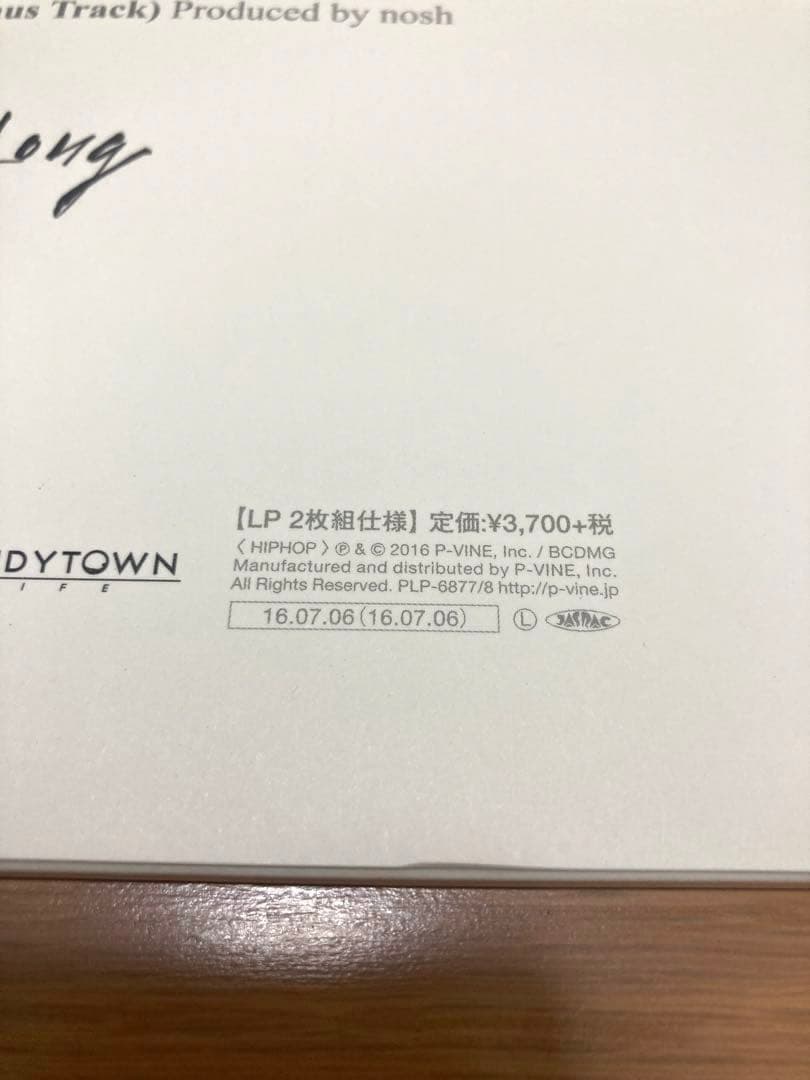 us Track) Produced by nosh
Long
【LP 2枚組仕様】定価:¥3,700+税
〈HIPHOP〉℗ & © 2016 P-VINE, Inc. / BCDMG
DYTOWN
Manufactured and distributed by P-VINE, Inc.
IFE
All Rights Reserved. PLP-6877/8 http://p-vine.jp
16.07.06(16.07.06) Ⓛ JASRAC